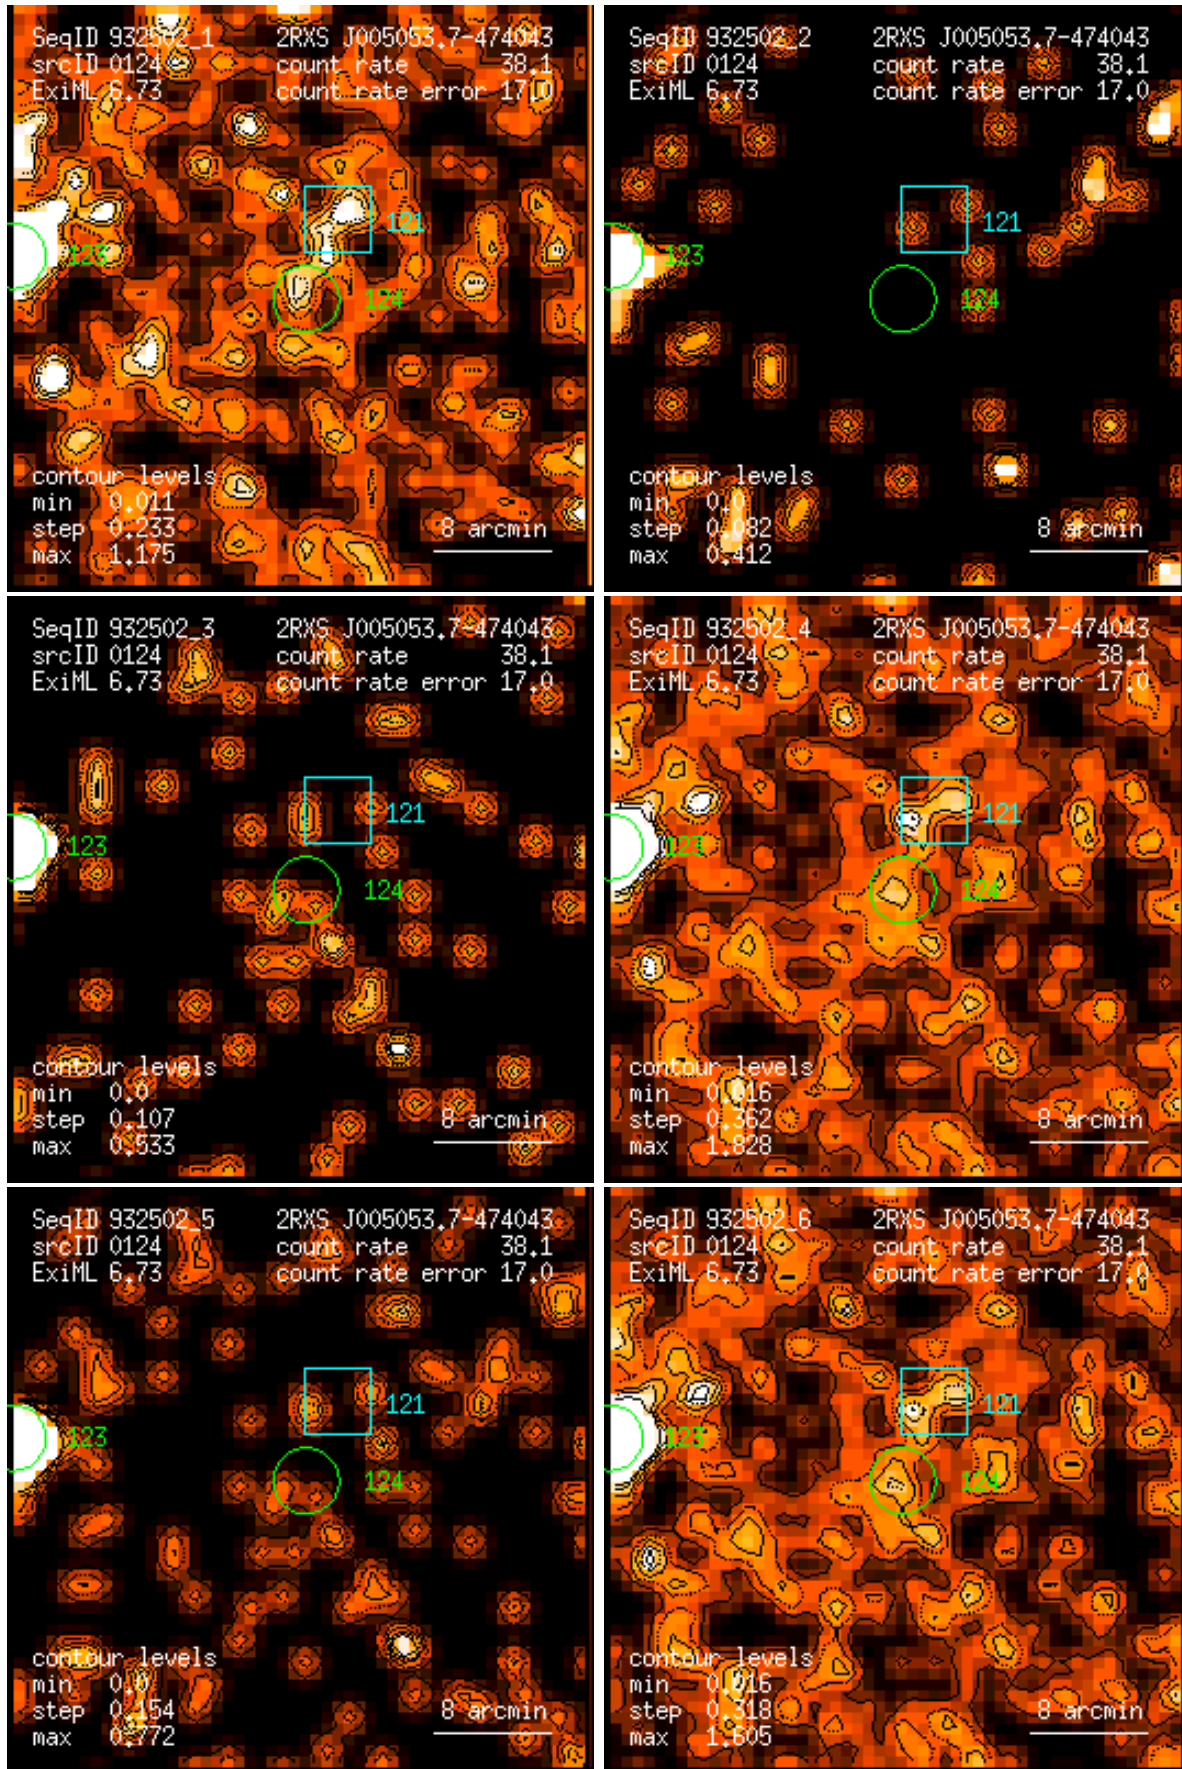 SeqID 932502_1 2RXS J005053.7-474043
srcID 0124 count rate 38.1
ExiML 6.73 count rate error 17.0
121
123
124
contour levels
min 0.011
step 0.233 8 arcmin
max 1.175
SeqID 932502_2 2RXS J005053.7-474043
srcID 0124 count rate 38.1
ExiML 6.73 count rate error 17.0
121
123
124
contour levels
min 0.0
step 0.082 8 arcmin
max 0.412
SeqID 932502_3 2RXS J005053.7-474043
srcID 0124 count rate 38.1
ExiML 6.73 count rate error 17.0
121
123
124
contour levels
min 0.0
step 0.107 8 arcmin
max 0.533
SeqID 932502_4 2RXS J005053.7-474043
srcID 0124 count rate 38.1
ExiML 6.73 count rate error 17.0
121
123
124
contour levels
min 0.016
step 0.362 8 arcmin
max 1.828
SeqID 932502_5 2RXS J005053.7-474043
srcID 0124 count rate 38.1
ExiML 6.73 count rate error 17.0
121
123
124
contour levels
min 0.0
step 0.154 8 arcmin
max 0.772
SeqID 932502_6 2RXS J005053.7-474043
srcID 0124 count rate 38.1
ExiML 6.73 count rate error 17.0
121
123
124
contour levels
min 0.016
step 0.318 8 arcmin
max 1.605